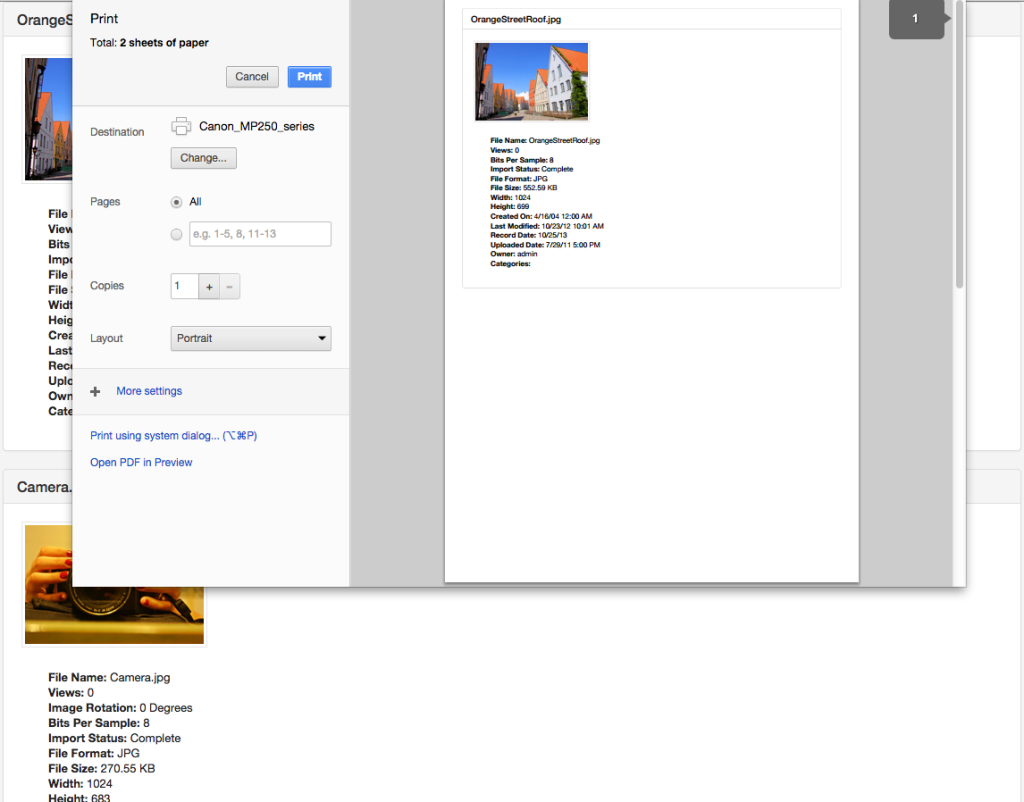 OrangeS
Print
Total: 2 sheets of paper
Cancel
Print
Destination
Canon_MP250_series
Change...
Pages
All
e.g. 1-5, 8, 11-13
Copies
1
+
-
Layout
Portrait
+ More settings
Print using system dialog... (⌥⌘P)
Open PDF in Preview
OrangeStreetRoof.jpg
File Name: OrangeStreetRoof.jpg
Views: 0
Bits Per Sample: 8
Import Status: Complete
File Format: JPG
File Size: 552.59 KB
Width: 1024
Height: 699
Created On: 4/16/04 12:00 AM
Last Modified: 10/23/12 10:01 AM
Record Date: 10/25/13
Uploaded Date: 7/29/11 5:00 PM
Owner: admin
Categories:
1
File
View
Bits
Impo
File
File S
Widt
Heig
Crea
Last
Reco
Uplo
Own
Cate
Camera.
File Name: Camera.jpg
Views: 0
Image Rotation: 0 Degrees
Bits Per Sample: 8
Import Status: Complete
File Format: JPG
File Size: 270.55 KB
Width: 1024
Height: 683